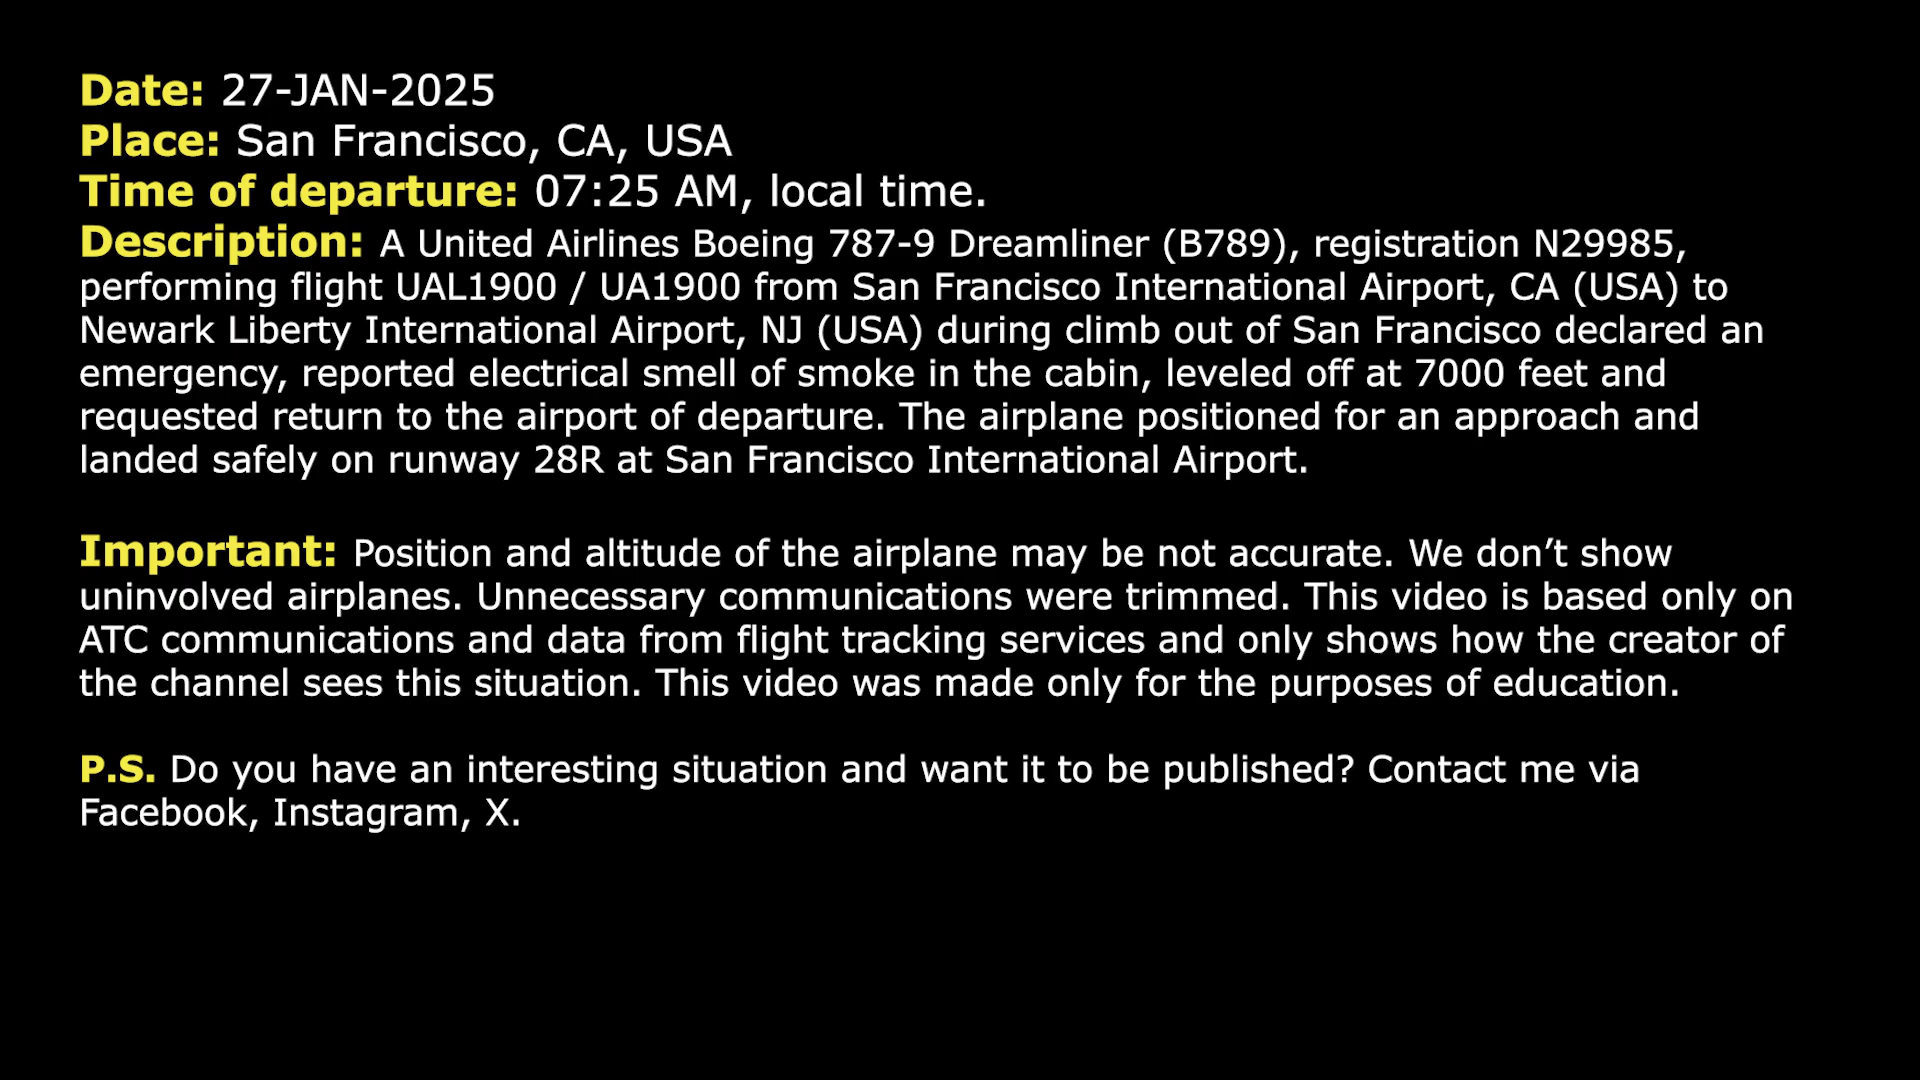 Date: 27-JAN-2025
Place: San Francisco, CA, USA
Time of departure: 07:25 AM, local time.
Description: A United Airlines Boeing 787-9 Dreamliner (B789), registration N29985,
performing flight UAL1900 / UA1900 from San Francisco International Airport, CA (USA) to
Newark Liberty International Airport, NJ (USA) during climb out of San Francisco declared an
emergency, reported electrical smell of smoke in the cabin, leveled off at 7000 feet and
requested return to the airport of departure. The airplane positioned for an approach and
landed safely on runway 28R at San Francisco International Airport.
Important: Position and altitude of the airplane may be not accurate. We don’t show
uninvolved airplanes. Unnecessary communications were trimmed. This video is based only on
ATC communications and data from flight tracking services and only shows how the creator of
the channel sees this situation. This video was made only for the purposes of education.
P.S. Do you have an interesting situation and want it to be published? Contact me via
Facebook, Instagram, X.